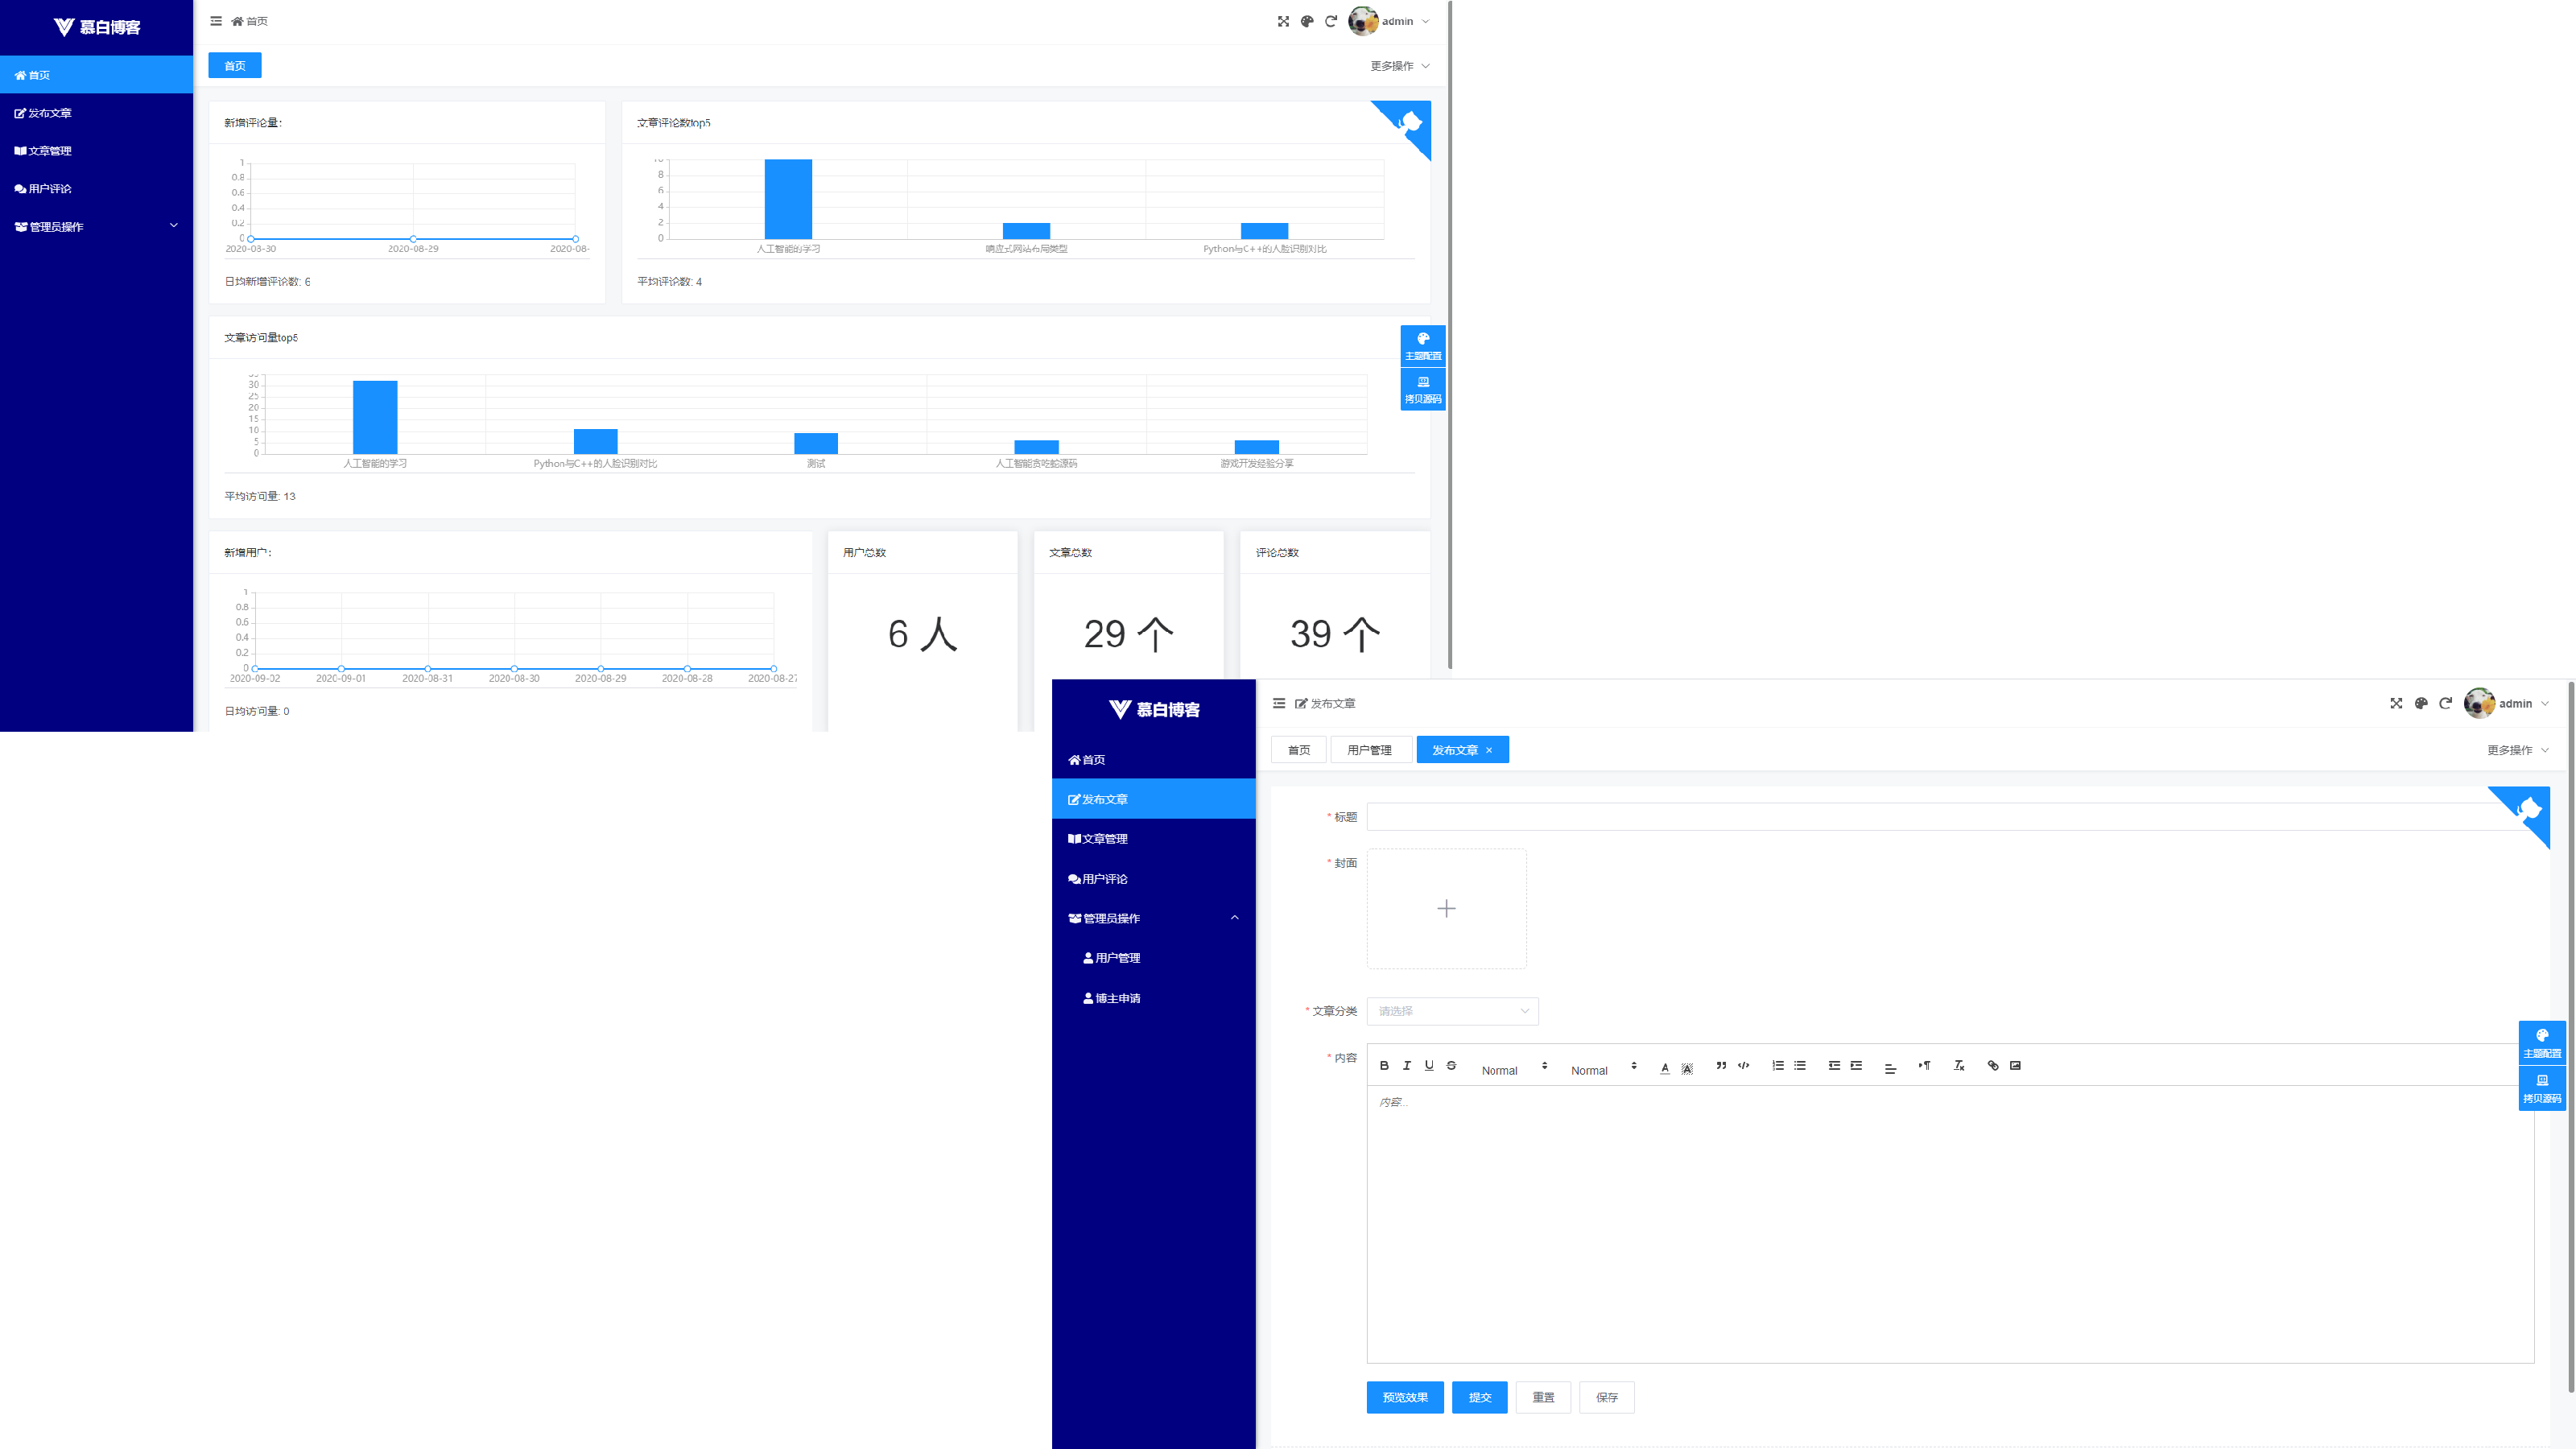 慕白博客
首页
发布文章
文章管理
用户评论
管理员操作
首页
admin
首页
更多操作
新增评论量:
1
0.8
0.6
0.4
0.2
0
2020-08-30 2020-08-29 2020-08-
日均新增评论数: 6
文章评论数top5
10
8
6
4
2
0
人工智能的学习 响应式网站布局类型 Python与C++的人脸识别对比
平均评论数: 4
文章访问量top5
35
30
25
20
15
10
5
0
人工智能的学习 Python与C++的人脸识别对比 测试 人工智能贪吃蛇源码 游戏开发经验分享
平均访问量: 13
主题配置
拷贝源码
新增用户:
1
0.8
0.6
0.4
0.2
0
2020-09-02 2020-09-01 2020-08-31 2020-08-30 2020-08-29 2020-08-28 2020-08-27
日均访问量: 0
用户总数
6 人
文章总数
29 个
评论总数
39 个
慕白博客
首页
发布文章
文章管理
用户评论
管理员操作
用户管理
博主申请
发布文章
admin
首页 用户管理 发布文章 ×
更多操作
* 标题
* 封面
* 文章分类 请选择
* 内容
Normal Normal
内容...
主题配置
拷贝源码
预览效果 提交 重置 保存